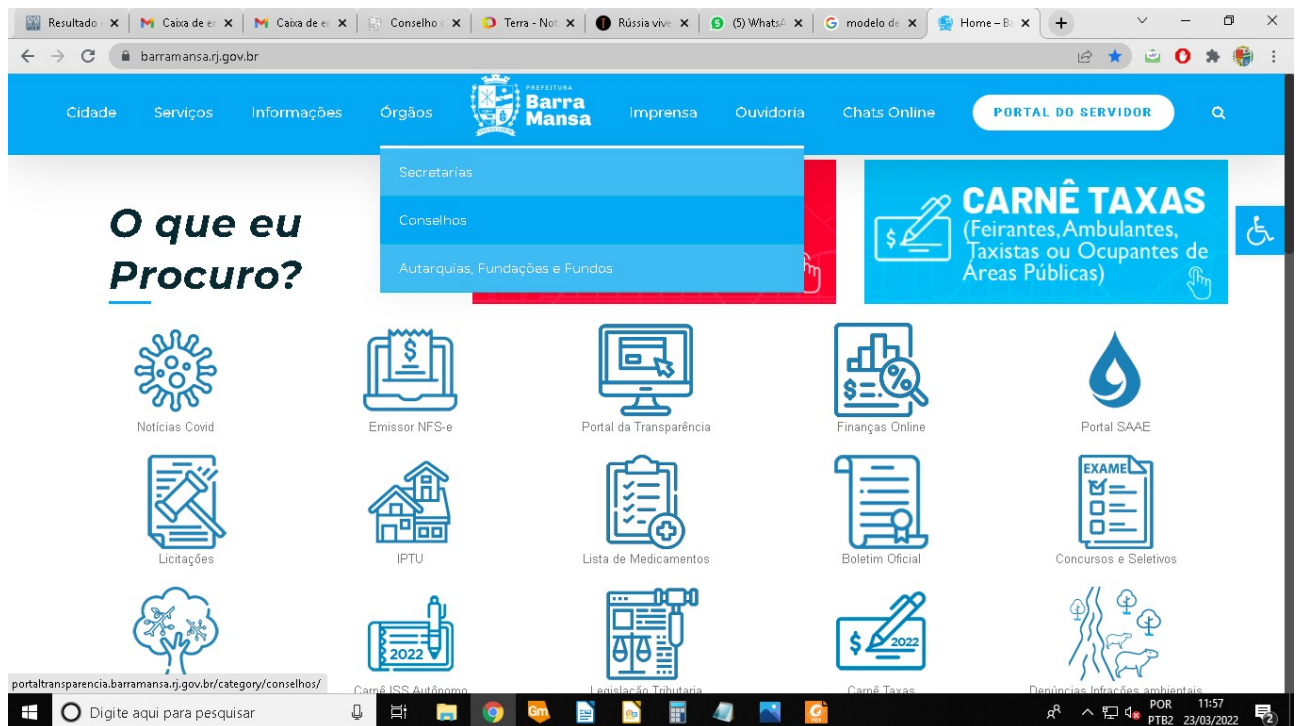 Resultado
Caixa de er
Caixa de er
Conselho
Terra - Not
Rússia vive
(5) WhatsA
modelo de
Home – Ba
barramansa.rj.gov.br
Cidade
Serviços
Informações
Órgãos
PREFEITURA
Barra
Mansa
Imprensa
Ouvidoria
Chats Online
PORTAL DO SERVIDOR
Secretarias
Conselhos
Autarquias, Fundações e Fundos
O que eu
Procuro?
CARNÊ TAXAS
(Feirantes, Ambulantes,
Taxistas ou Ocupantes de
Áreas Públicas)
Notícias Covid
Emissor NFS-e
Portal da Transparência
Finanças Online
Portal SAAE
EXAME
Licitações
IPTU
Lista de Medicamentos
Boletim Oficial
Concursos e Seletivos
2022
2022
Carnê ISS Autônomo
Legislação Tributaria
Carnê Taxas
Denúncias Infrações ambientais
portaltransparencia.barramansa.rj.gov.br/category/conselhos/
Digite aqui para pesquisar
Gm
POR
PTB2
11:57
23/03/2022
2